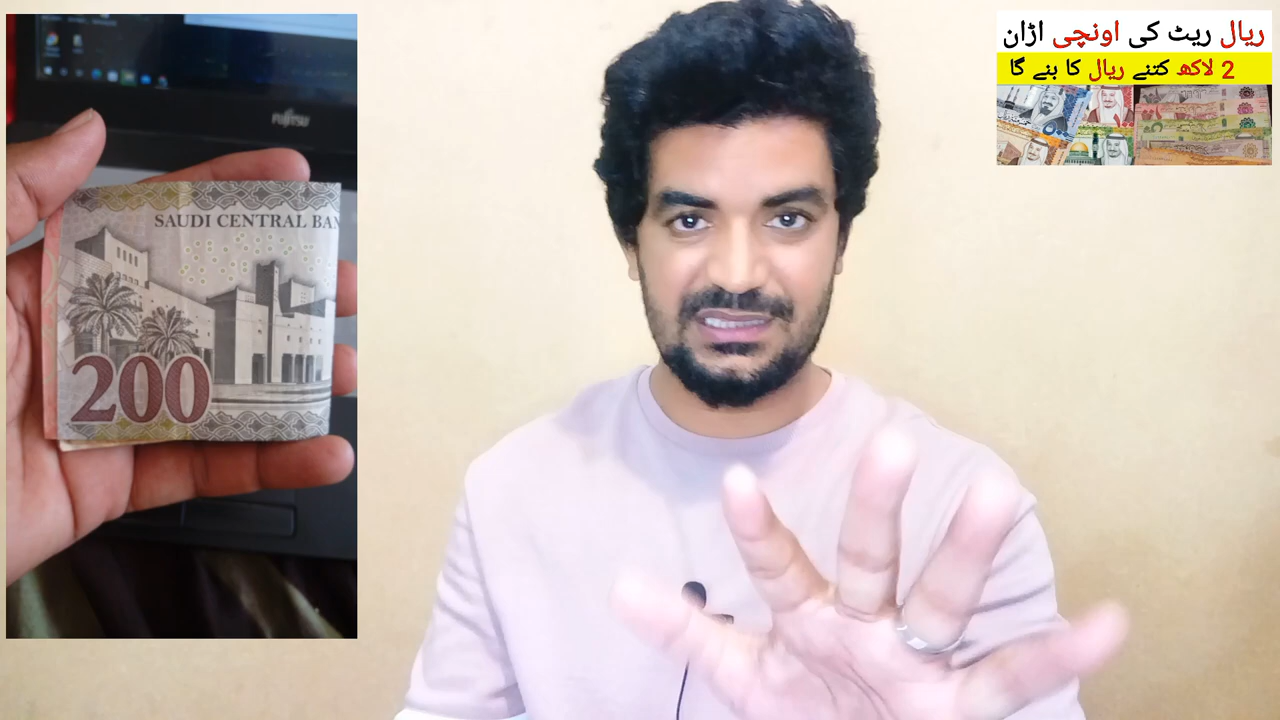 ریال ریٹ کی اونچی اڑان
2 لاکھ کتنے ریال کا بنے گا
FUJITSU
SAUDI CENTRAL BAN
200